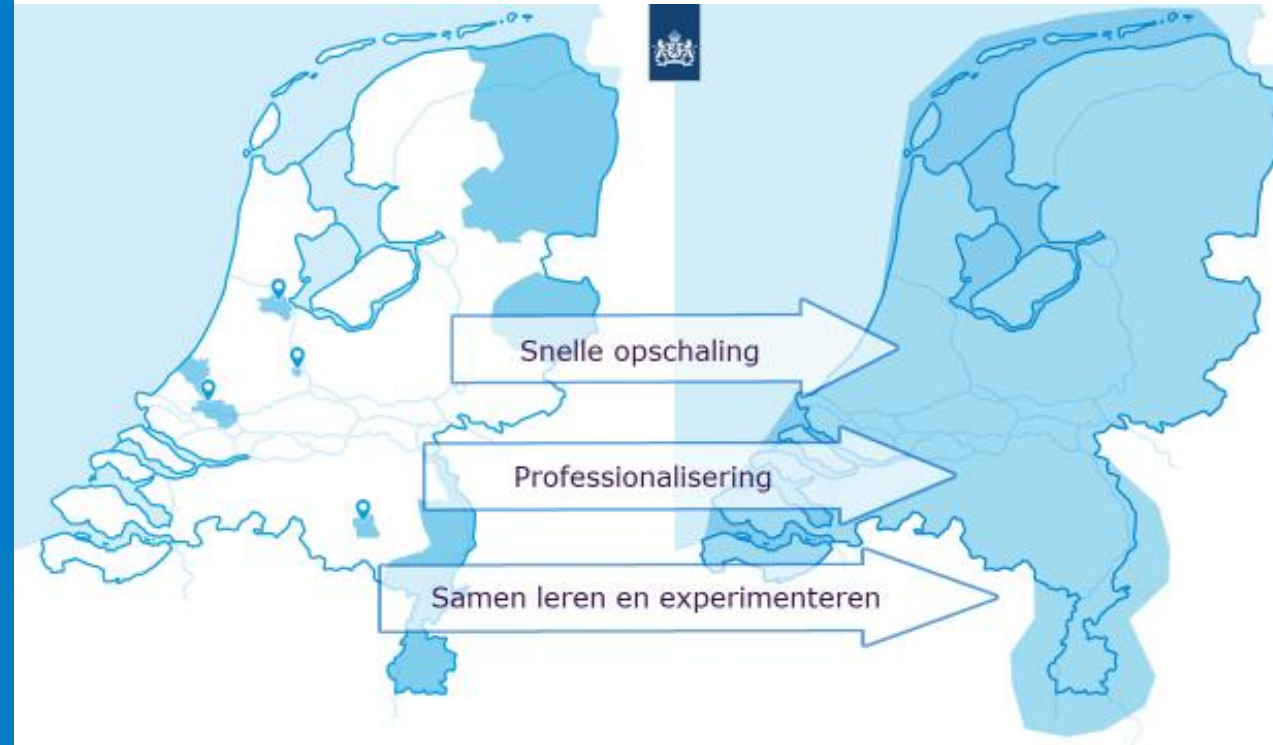 Snelle opschaling
Professionalisering
Samen leren en experimenteren